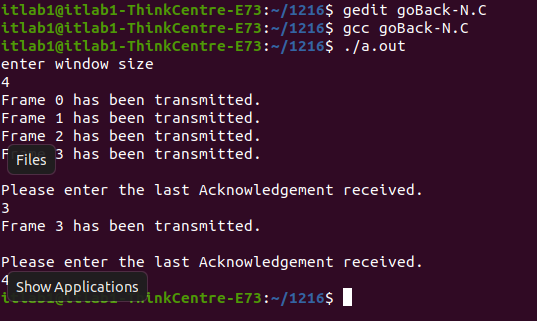 itlab1@itlab1-ThinkCentre-E73:~/1216$ gedit goBack-N.C
itlab1@itlab1-ThinkCentre-E73:~/1216$ gcc goBack-N.C
itlab1@itlab1-ThinkCentre-E73:~/1216$ ./a.out
enter window size
4
Frame 0 has been transmitted.
Frame 1 has been transmitted.
Frame 2 has been transmitted.
3 has been transmitted.
Files
Please enter the last Acknowledgement received.
3
Frame 3 has been transmitted.
Please enter the last Acknowledgement received.
4
Show Applications
itlab1@itlab1-ThinkCentre-E73:~/1216$